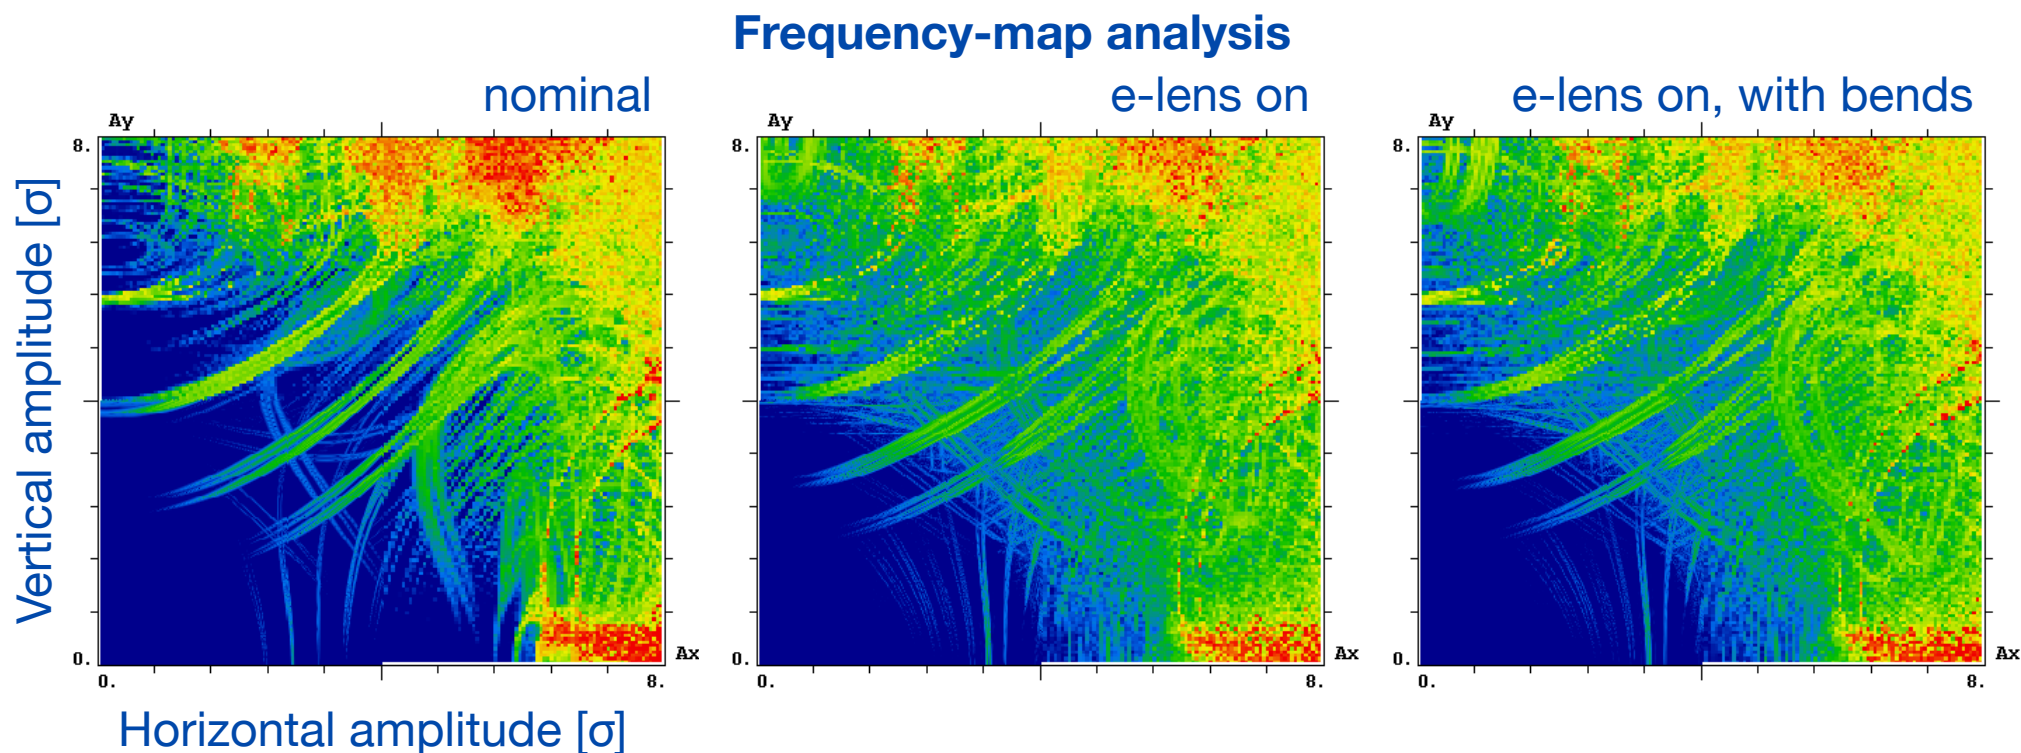 Frequency-map analysis
nominal
e-lens on
e-lens on, with bends
Vertical amplitude [σ]
Ay
8.
0.
0.
8.
Ax
Ay
8.
0.
0.
8.
Ax
Ay
8.
0.
0.
8.
Ax
Horizontal amplitude [σ]